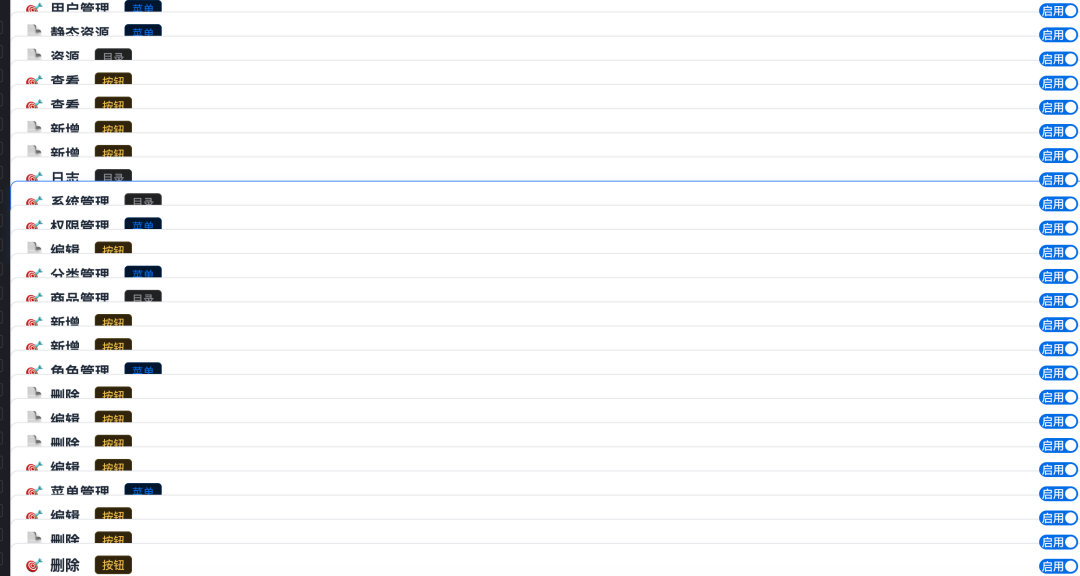 用户管理 菜单 启用
静态资源 菜单 启用
资源 目录 启用
查看 按钮 启用
查看 按钮 启用
新增 按钮 启用
新增 按钮 启用
日志 目录 启用
系统管理 目录 启用
权限管理 菜单 启用
编辑 按钮 启用
分类管理 菜单 启用
商品管理 目录 启用
新增 按钮 启用
新增 按钮 启用
角色管理 菜单 启用
删除 按钮 启用
编辑 按钮 启用
删除 按钮 启用
编辑 按钮 启用
菜单管理 菜单 启用
编辑 按钮 启用
删除 按钮 启用
删除 按钮 启用